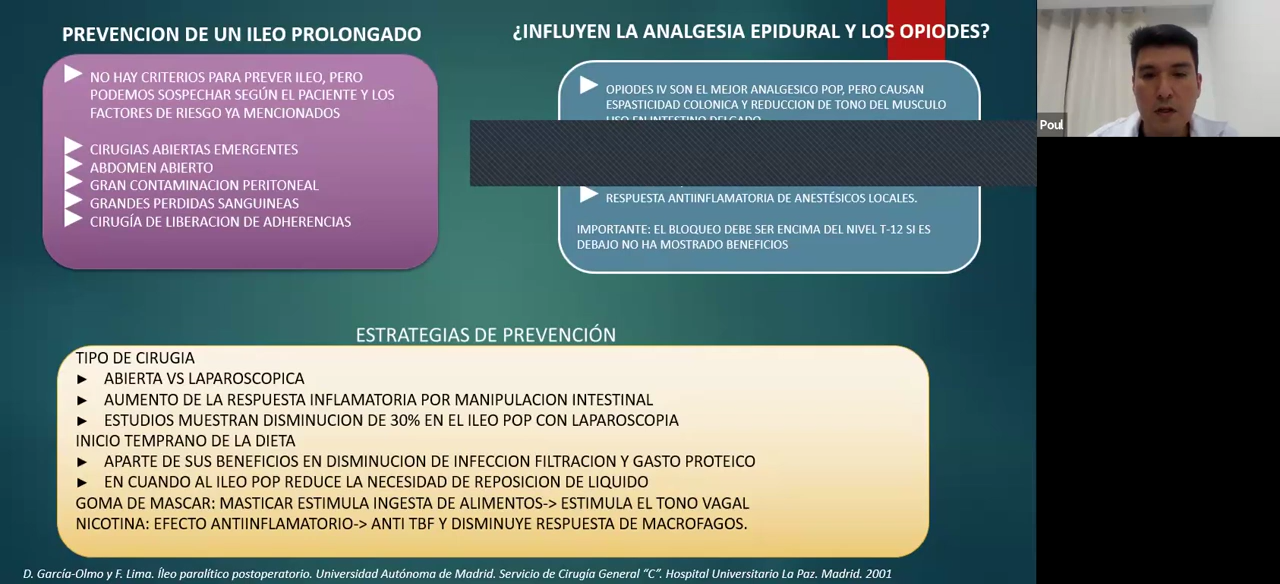 PREVENCION DE UN ILEO PROLONGADO
NO HAY CRITERIOS PARA PREVER ILEO, PERO
PODEMOS SOSPECHAR SEGÚN EL PACIENTE Y LOS
FACTORES DE RIESGO YA MENCIONADOS
CIRUGIAS ABIERTAS EMERGENTES
ABDOMEN ABIERTO
GRAN CONTAMINACION PERITONEAL
GRANDES PERDIDAS SANGUINEAS
CIRUGÍA DE LIBERACION DE ADHERENCIAS
¿INFLUYEN LA ANALGESIA EPIDURAL Y LOS OPIODES?
OPIODES IV SON EL MEJOR ANALGESICO POP, PERO CAUSAN
ESPASTICIDAD COLONICA Y REDUCCION DE TONO DEL MUSCULO
LISO EN INTESTINO DELGADO
RESPUESTA ANTIINFLAMATORIA DE ANESTÉSICOS LOCALES.
IMPORTANTE: EL BLOQUEO DEBE SER ENCIMA DEL NIVEL T-12 SI ES
DEBAJO NO HA MOSTRADO BENEFICIOS
Poul
ESTRATEGIAS DE PREVENCIÓN
TIPO DE CIRUGIA
ABIERTA VS LAPAROSCOPICA
AUMENTO DE LA RESPUESTA INFLAMATORIA POR MANIPULACION INTESTINAL
ESTUDIOS MUESTRAN DISMINUCION DE 30% EN EL ILEO POP CON LAPAROSCOPIA
INICIO TEMPRANO DE LA DIETA
APARTE DE SUS BENEFICIOS EN DISMINUCION DE INFECCION FILTRACION Y GASTO PROTEICO
EN CUANDO AL ILEO POP REDUCE LA NECESIDAD DE REPOSICION DE LIQUIDO
GOMA DE MASCAR: MASTICAR ESTIMULA INGESTA DE ALIMENTOS-> ESTIMULA EL TONO VAGAL
NICOTINA: EFECTO ANTIINFLAMATORIO-> ANTI TBF Y DISMINUYE RESPUESTA DE MACROFAGOS.
D. García-Olmo y F. Lima. Íleo paralítico postoperatorio. Universidad Autónoma de Madrid. Servicio de Cirugía General "C". Hospital Universitario La Paz. Madrid. 2001